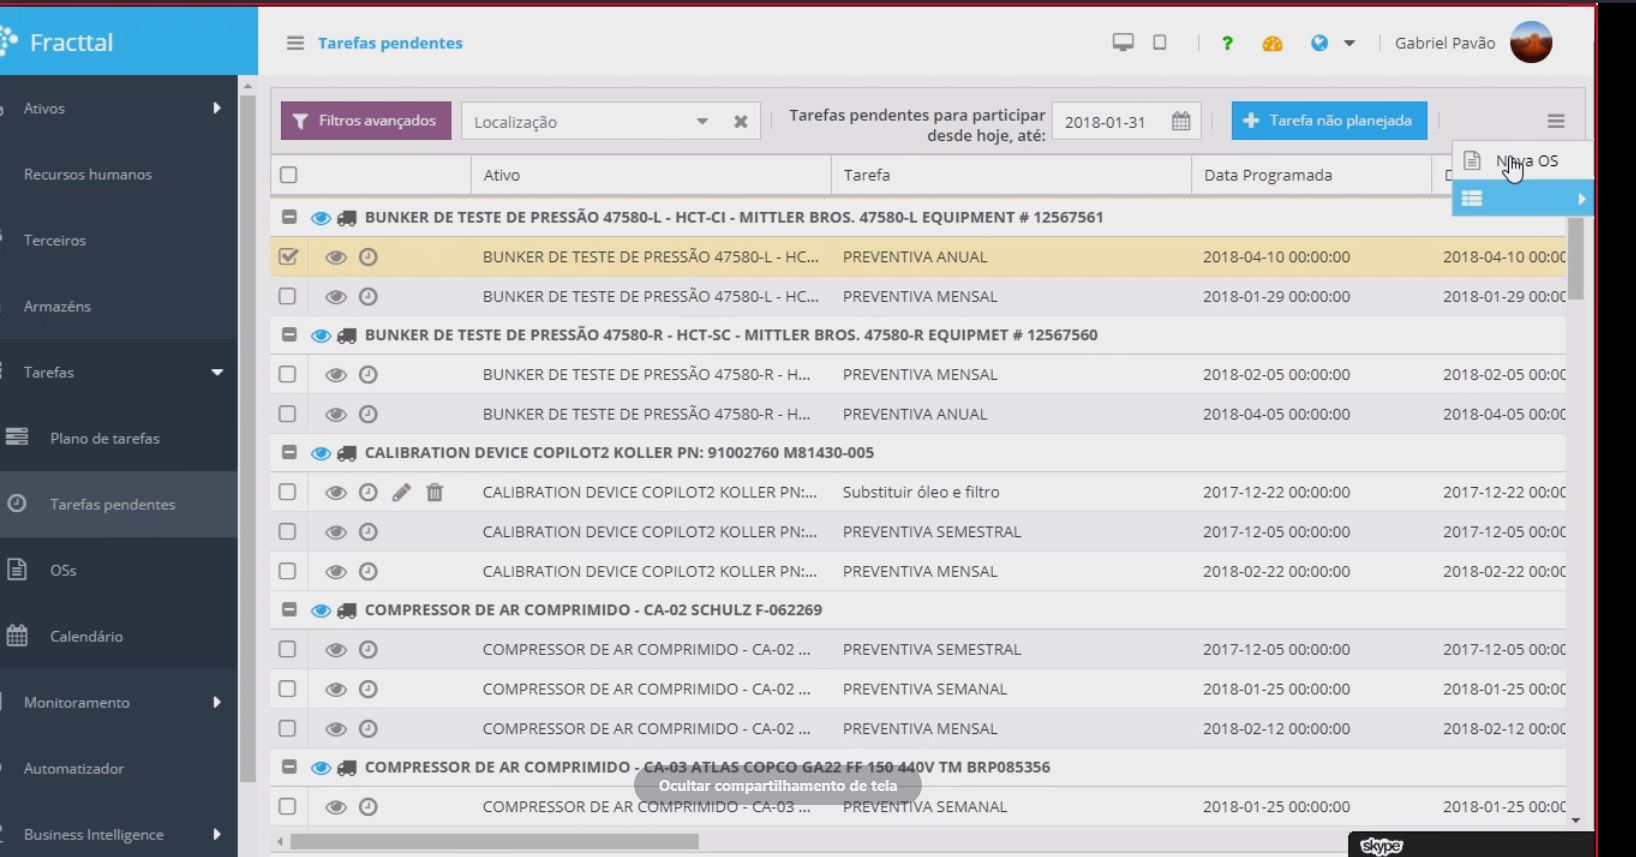 Fracttal
Tarefas pendentes
?
Gabriel Pavão
Ativos
Recursos humanos
Terceiros
Armazéns
Tarefas
Plano de tarefas
Tarefas pendentes
OSs
Calendário
Monitoramento
Automatizador
Business Intelligence
Filtros avançados
Localização
Tarefas pendentes para participar
desde hoje, até:
2018-01-31
Tarefa não planejada
OS
Ativo Tarefa Data Programada
BUNKER DE TESTE DE PRESSÃO 47580-L - HCT-CI - MITTLER BROS. 47580-L EQUIPMENT # 12567561
BUNKER DE TESTE DE PRESSÃO 47580-L - HC... PREVENTIVA ANUAL 2018-04-10 00:00:00 2018-04-10 00:00
BUNKER DE TESTE DE PRESSÃO 47580-L - HC... PREVENTIVA MENSAL 2018-01-29 00:00:00 2018-01-29 00:00
BUNKER DE TESTE DE PRESSÃO 47580-R - HCT-SC - MITTLER BROS. 47580-R EQUIPMET # 12567560
BUNKER DE TESTE DE PRESSÃO 47580-R - H... PREVENTIVA MENSAL 2018-02-05 00:00:00 2018-02-05 00:00
BUNKER DE TESTE DE PRESSÃO 47580-R - H... PREVENTIVA ANUAL 2018-04-05 00:00:00 2018-04-05 00:00
CALIBRATION DEVICE COPILOT2 KOLLER PN: 91002760 M81430-005
CALIBRATION DEVICE COPILOT2 KOLLER PN:... Substituir óleo e filtro 2017-12-22 00:00:00 2017-12-22 00:00
CALIBRATION DEVICE COPILOT2 KOLLER PN:... PREVENTIVA SEMESTRAL 2017-12-05 00:00:00 2017-12-05 00:00
CALIBRATION DEVICE COPILOT2 KOLLER PN:... PREVENTIVA MENSAL 2018-02-22 00:00:00 2018-02-22 00:00
COMPRESSOR DE AR COMPRIMIDO - CA-02 SCHULZ F-062269
COMPRESSOR DE AR COMPRIMIDO - CA-02 ... PREVENTIVA SEMESTRAL 2017-12-05 00:00:00 2017-12-05 00:00
COMPRESSOR DE AR COMPRIMIDO - CA-02 ... PREVENTIVA SEMANAL 2018-01-25 00:00:00 2018-01-25 00:00
COMPRESSOR DE AR COMPRIMIDO - CA-02 ... PREVENTIVA MENSAL 2018-02-12 00:00:00 2018-02-12 00:00
COMPRESSOR DE AR COMPRIMIDO - CA-03 ATLAS COPCO GA22 FF 150 440V TM BRP085356
Ocultar compartilhamento de tela
COMPRESSOR DE AR COMPRIMIDO - CA-03 ... PREVENTIVA SEMANAL 2018-01-25 00:00:00 2018-01-25 00:00
skype